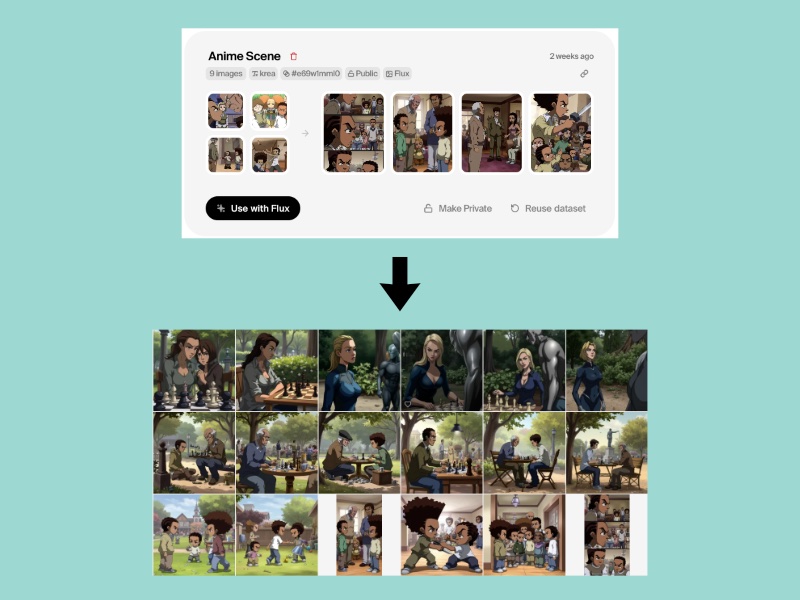 Anime Scene
2 weeks ago
9 images krea #e69w1mmi0 Public Flux
Use with Flux
Make Private
Reuse dataset